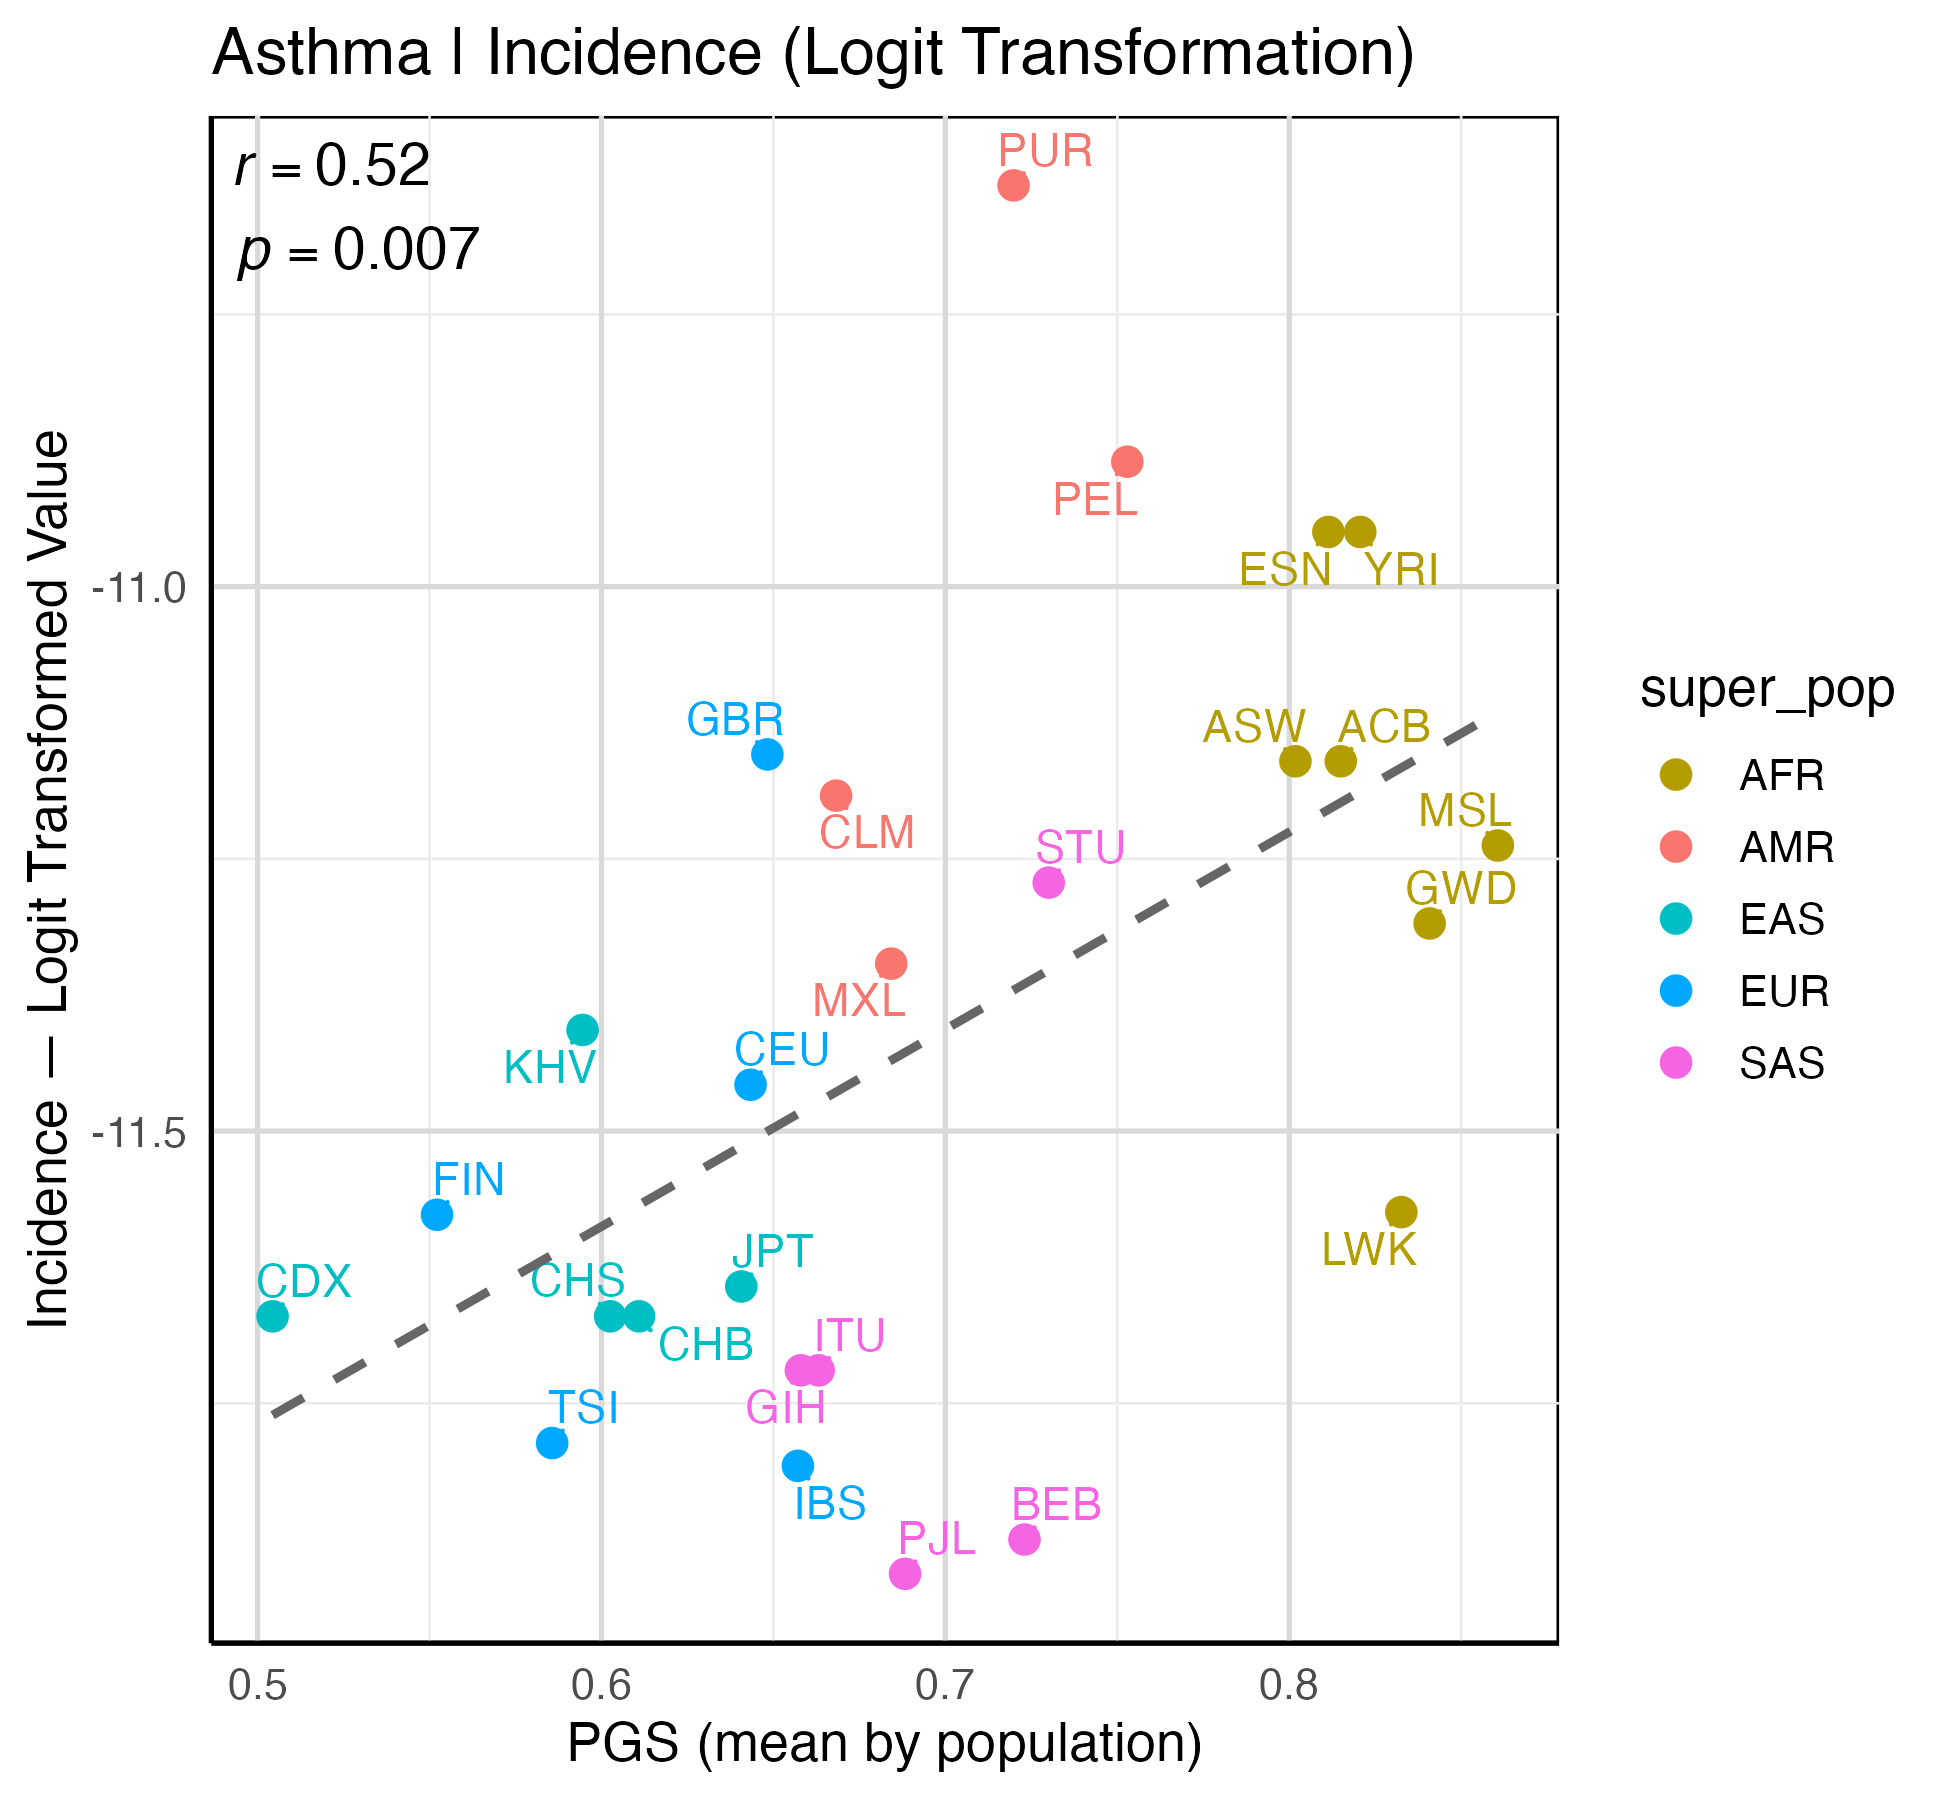 Asthma | Incidence (Logit Transformation)
r = 0.52
p = 0.007
PUR
PEL
ESN
YRI
GBR
ASW
ACB
CLM
MSL
STU
GWD
MXL
KHV
CEU
FIN
LWK
JPT
CDX
CHS
CHB
ITU
GIH
TSI
IBS
BEB
PJL
-11.0
-11.5
Incidence — Logit Transformed Value
0.5 0.6 0.7 0.8
PGS (mean by population)
super_pop
AFR
AMR
EAS
EUR
SAS